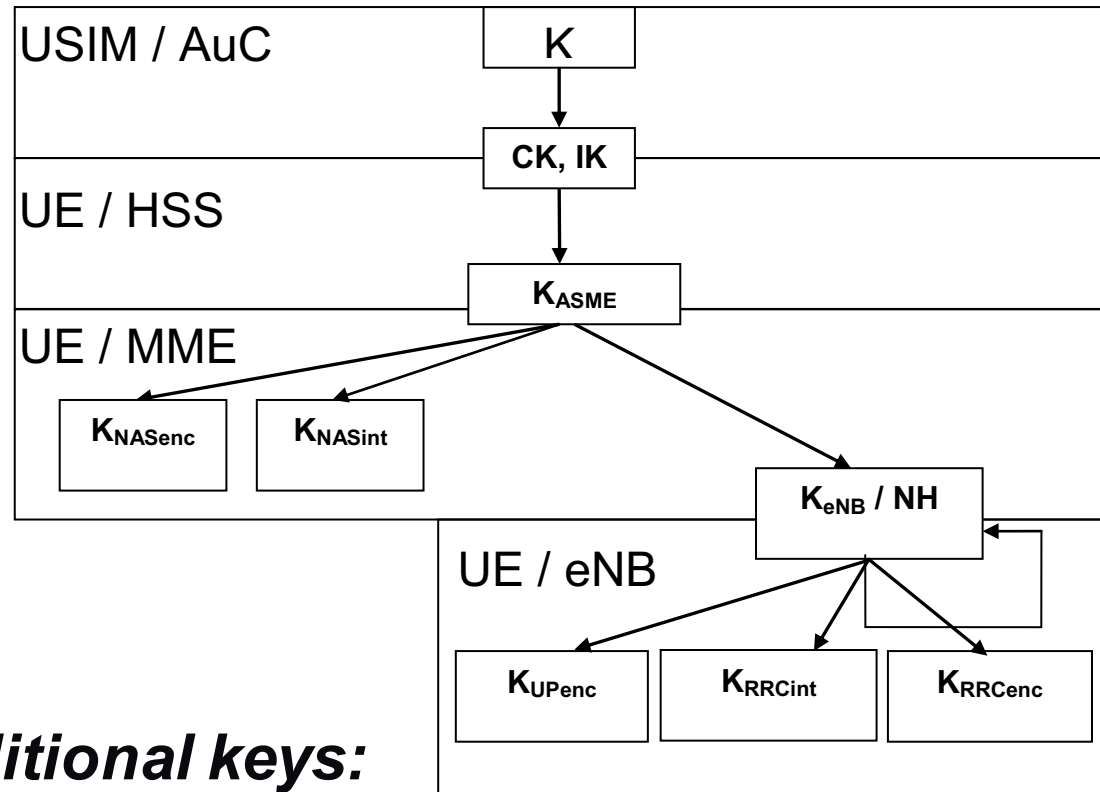 USIM / AuC
K
CK, IK
UE / HSS
KASME
UE / MME
KNASenc
KNASint
KeNB / NH
UE / eNB
KUPenc
KRRCint
KRRCenc
ditional keys: